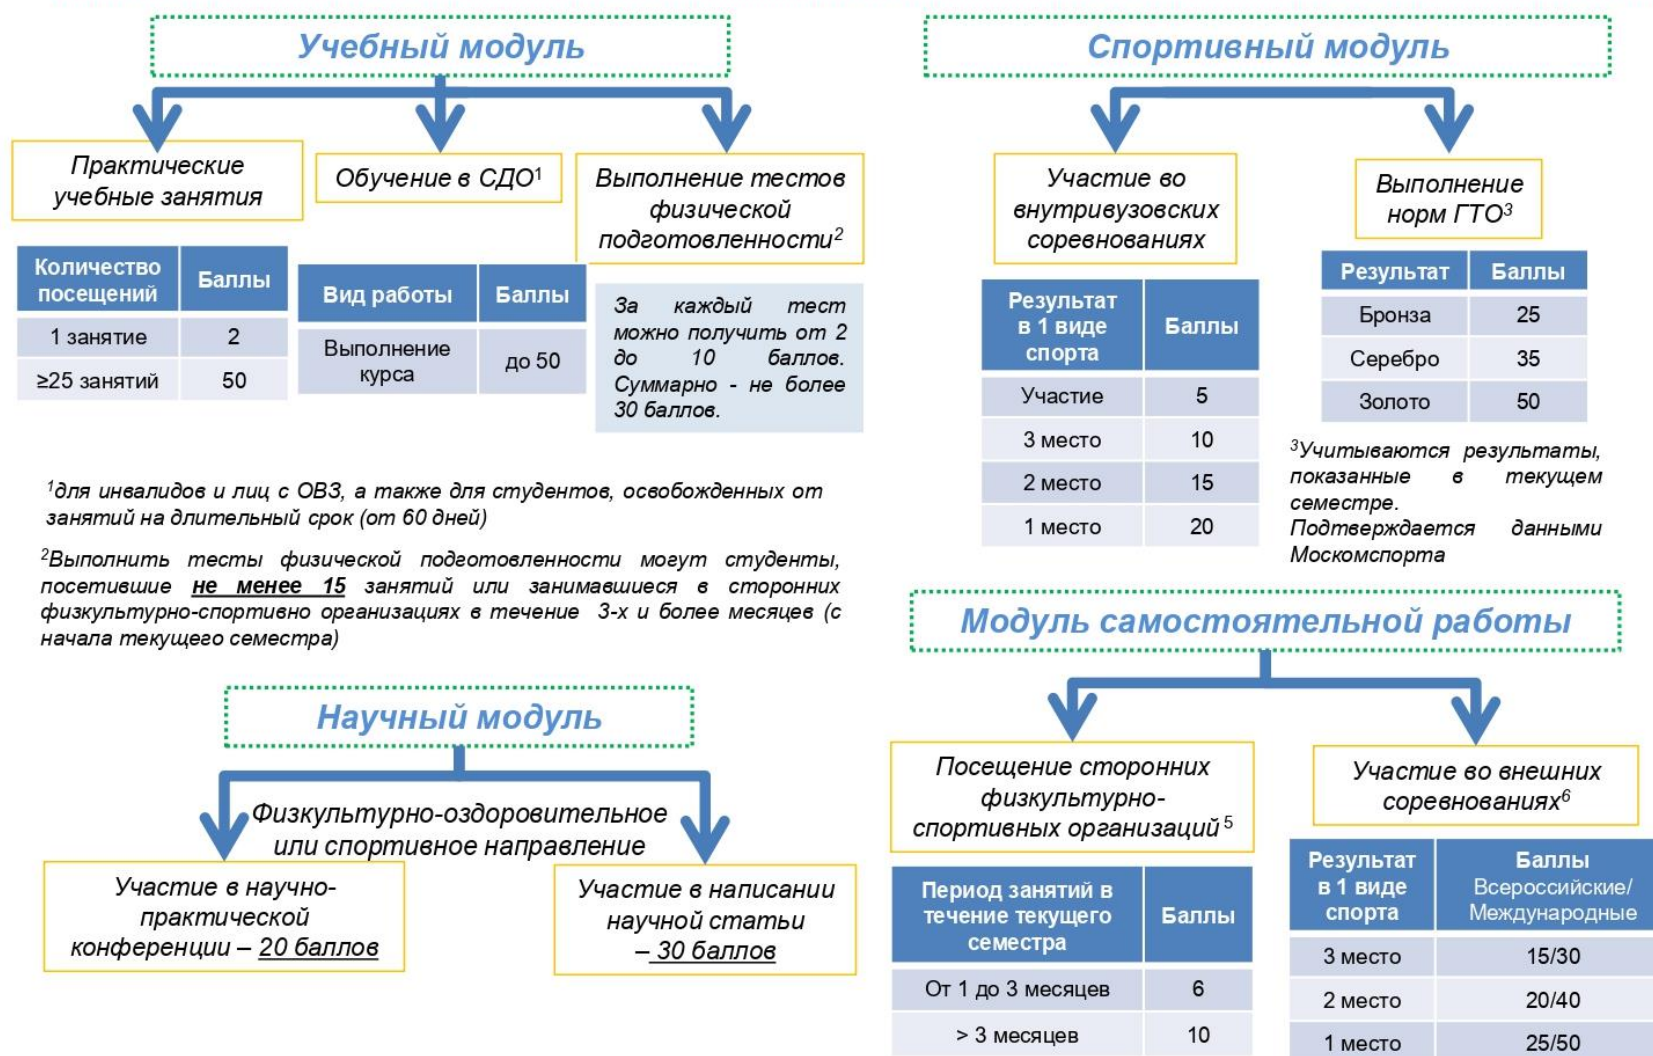 Учебный модуль
Практические
учебные занятия
Количество
посещений
Баллы
1 занятие
2
≥25 занятий
50
Обучение в СДО¹
Вид работы
Баллы
Выполнение
курса
до 50
Выполнение тестов
физической
подготовленности²
За каждый тест
можно получить от 2
до 10 баллов.
Суммарно - не более
30 баллов.
¹для инвалидов и лиц с ОВЗ, а также для студентов, освобожденных от
занятий на длительный срок (от 60 дней)
²Выполнить тесты физической подготовленности могут студенты,
посетившие не менее 15 занятий или занимавшиеся в сторонних
физкультурно-спортивно организациях в течение 3-х и более месяцев (с
начала текущего семестра)
Спортивный модуль
Участие во
внутривузовских
соревнованиях
Результат
в 1 виде
спорта
Баллы
Участие
5
3 место
10
2 место
15
1 место
20
Выполнение
норм ГТО³
Результат
Баллы
Бронза
25
Серебро
35
Золото
50
³Учитываются результаты,
показанные в текущем
семестре.
Подтверждается данными
Москомспорта
Научный модуль
Физкультурно-оздоровительное
или спортивное направление
Участие в научно-
практической
конференции – 20 баллов
Участие в написании
научной статьи
– 30 баллов
Модуль самостоятельной работы
Посещение сторонних
физкультурно-
спортивных организаций ⁵
Период занятий в
течение текущего
семестра
Баллы
От 1 до 3 месяцев
6
> 3 месяцев
10
Участие во внешних
соревнованиях⁶
Результат
в 1 виде
спорта
Баллы
Всероссийские/
Международные
3 место
15/30
2 место
20/40
1 место
25/50